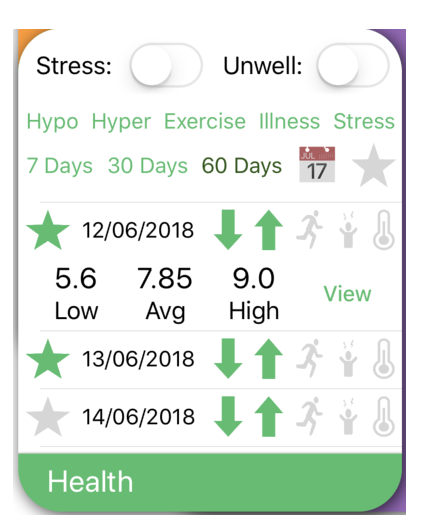 Stress: Unwell:
Hypo Hyper Exercise Illness Stress
7 Days 30 Days 60 Days JUL 17
12/06/2018
5.6 7.85 9.0
Low Avg High View
13/06/2018
14/06/2018
Health